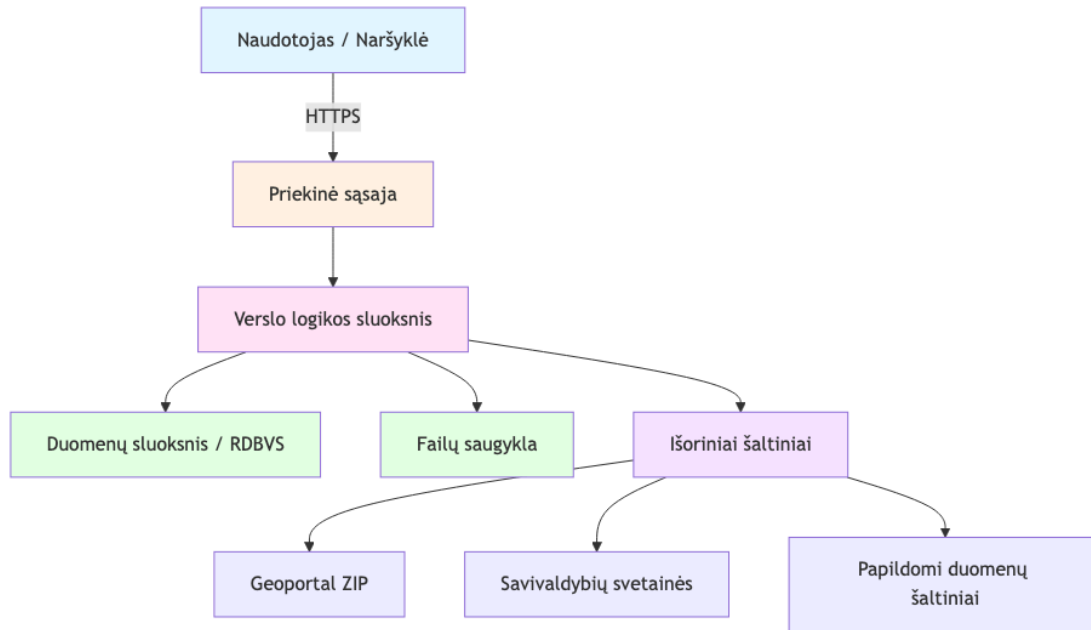 Naudotojas / Naršyklė
HTTPS
Priekinė sąsaja
Verslo logikos sluoksnis
Duomenų sluoksnis / RDBVS
Failų saugykla
Išoriniai šaltiniai
Geoportal ZIP
Savivaldybių svetainės
Papildomi duomenų
šaltiniai